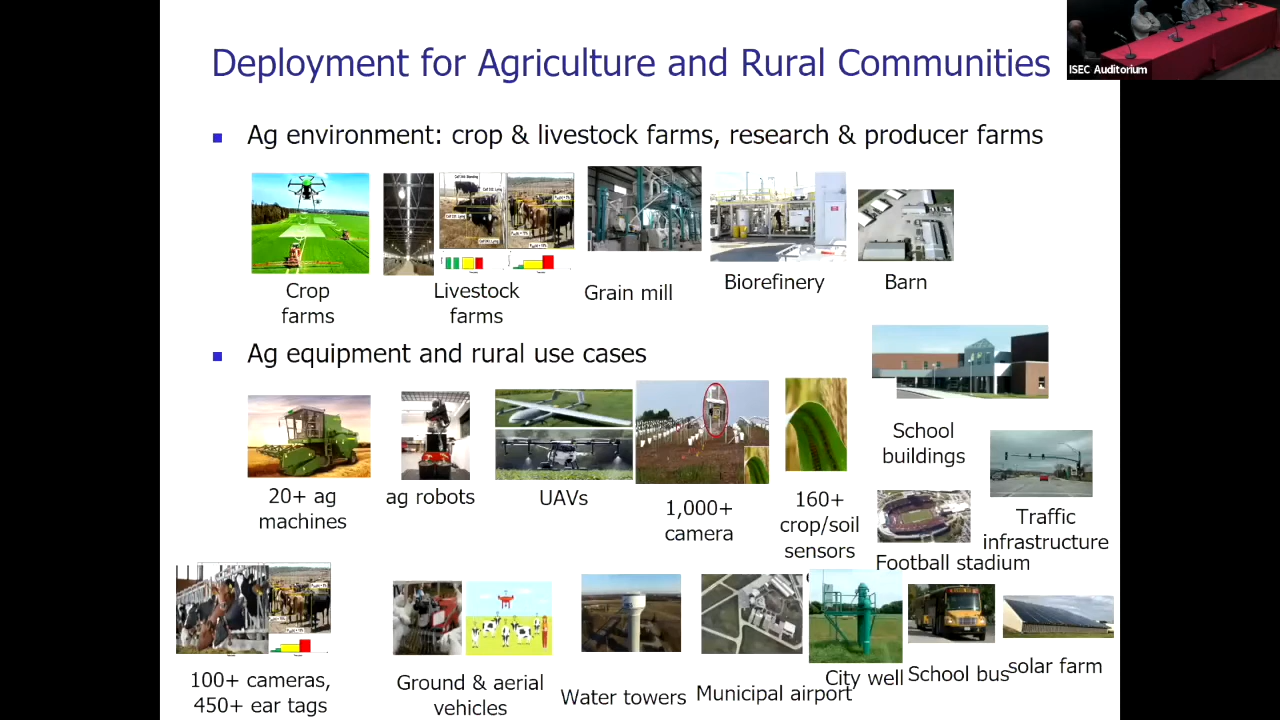 Deployment for Agriculture and Rural Communities
ISEC Auditorium
Ag environment: crop & livestock farms, research & producer farms
Crop
farms
Livestock
farms
Grain mill
Biorefinery
Barn
Ag equipment and rural use cases
20+ ag
machines
ag robots
UAVs
1,000+
camera
160+
crop/soil
sensors
School
buildings
Traffic
infrastructure
Football stadium
100+ cameras,
450+ ear tags
Ground & aerial
vehicles
Water towers
Municipal airport
City well
School bus
solar farm